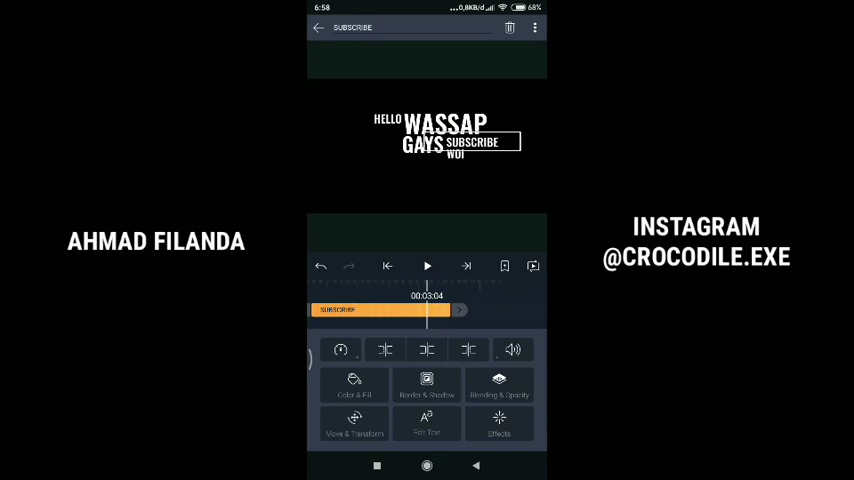 6:58
...0,8KB/d
68%
SUBSCRIBE
HELLO WASSAP
GAYS SUBSCRIBE
WOI
AHMAD FILANDA
INSTAGRAM
@CROCODILE.EXE
00:03:04
SUBSCRIBE
Color & Fill
Border & Shadow
Blending & Opacity
Move & Transform
Edit Text
Effects